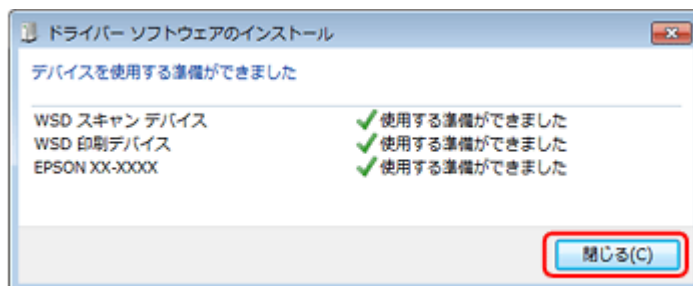 ドライバー ソフトウェアのインストール
デバイスを使用する準備ができました
WSD スキャン デバイス 使用する準備ができました
WSD 印刷デバイス 使用する準備ができました
EPSON XX-XXXX 使用する準備ができました
閉じる(C)